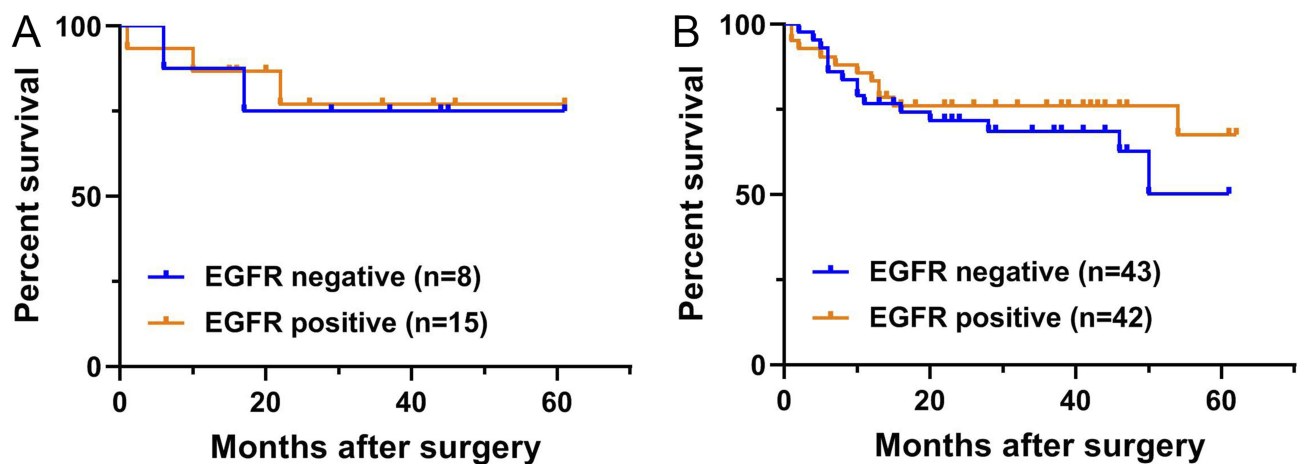 A
Percent survival
100
50
0
EGFR negative (n=8)
EGFR positive (n=15)
0 20 40 60
Months after surgery
B
Percent survival
100
50
0
EGFR negative (n=43)
EGFR positive (n=42)
0 20 40 60
Months after surgery